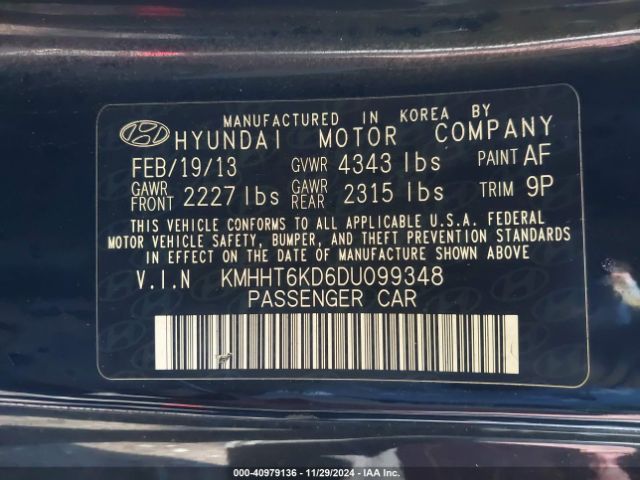 MANUFACTURED IN KOREA BY
HYUNDAI MOTOR COMPANY
FEB/19/13 GVWR 4343 lbs PAINT AF
GAWR FRONT 2227 lbs GAWR REAR 2315 lbs TRIM 9P
THIS VEHICLE CONFORMS TO ALL APPLICABLE U.S.A. FEDERAL
MOTOR VEHICLE SAFETY, BUMPER, AND THEFT PREVENTION STANDARDS
IN EFFECT ON THE DATE OF MANUFACTURE SHOWN ABOVE
V.I.N KMHHT6KD6DU099348
PASSENGER CAR
000-40979136 - 11/29/2024 - IAAI.COM